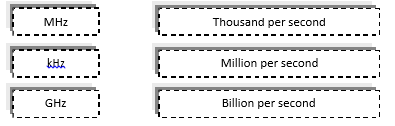 MHz Thousand per second
kHz Million per second
GHz Billion per second